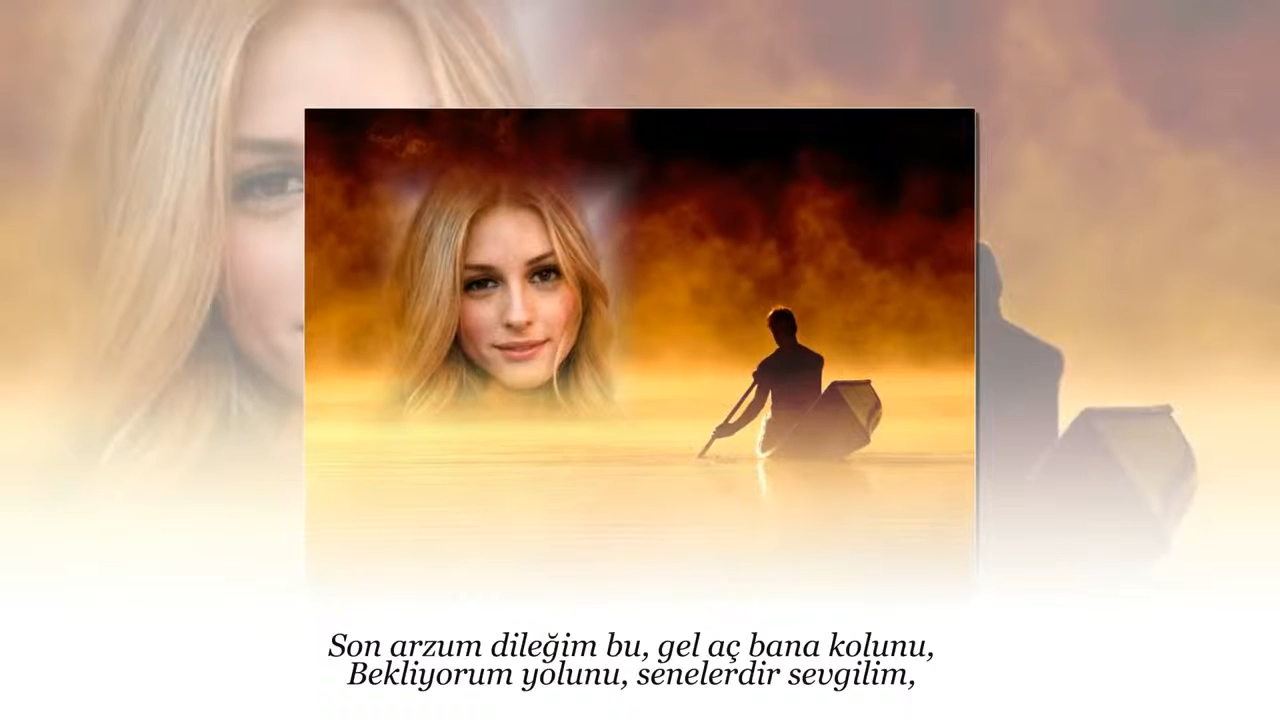 Son arzum dileğim bu, gel aç bana kolunu,
Bekliyorum yolunu, senelerdir sevgilim,